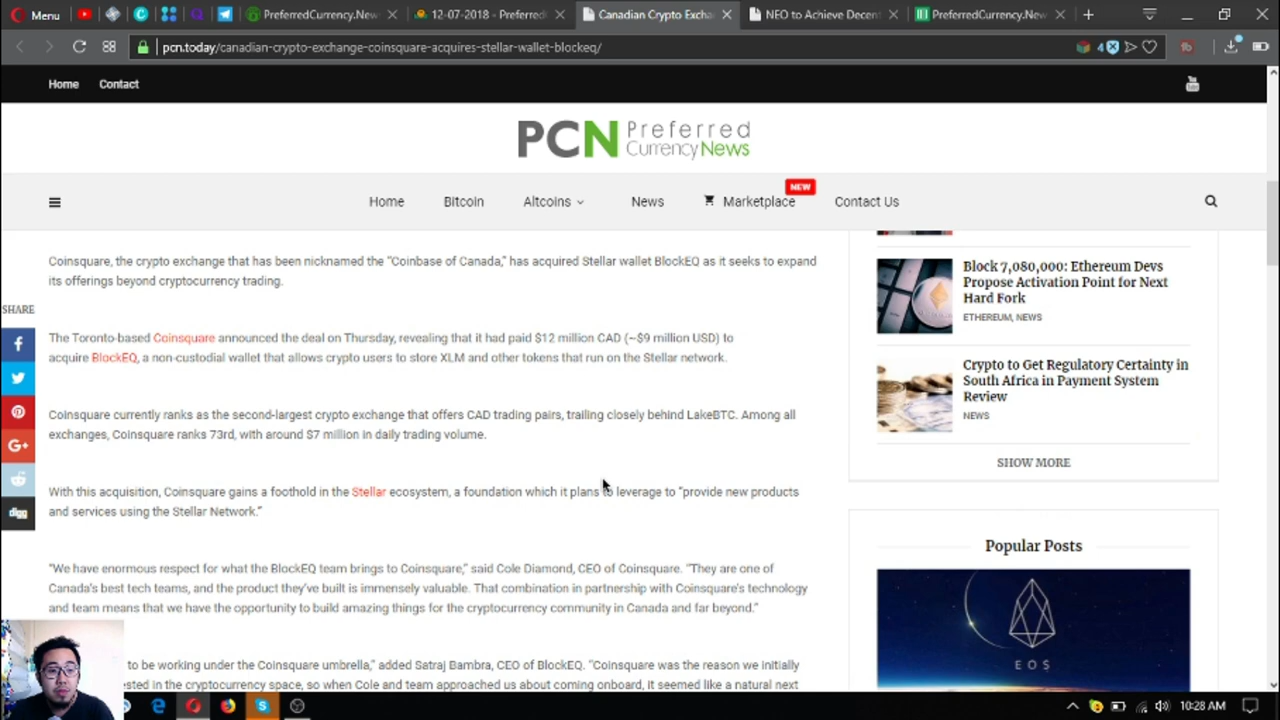 Menu
PreferredCurrency.New
12-07-2018 - Preferred
Canadian Crypto Excha
NEO to Achieve Decent
PreferredCurrency.New
pcn.today/canadian-crypto-exchange-coinsquare-acquires-stellar-wallet-blockeq/
4
Home
Contact
You
Tube
PCN Preferred
CurrencyNews
NEW
Home
Bitcoin
Altcoins
News
Marketplace
Contact Us
Coinsquare, the crypto exchange that has been nicknamed the "Coinbase of Canada," has acquired Stellar wallet BlockEQ as it seeks to expand
its offerings beyond cryptocurrency trading.
SHARE
The Toronto-based Coinsquare announced the deal on Thursday, revealing that it had paid $12 million CAD (~$9 million USD) to
acquire BlockEQ, a non-custodial wallet that allows crypto users to store XLM and other tokens that run on the Stellar network.
Coinsquare currently ranks as the second-largest crypto exchange that offers CAD trading pairs, trailing closely behind LakeBTC. Among all
exchanges, Coinsquare ranks 73rd, with around $7 million in daily trading volume.
G+
digg
With this acquisition, Coinsquare gains a foothold in the Stellar ecosystem, a foundation which it plans to leverage to "provide new products
and services using the Stellar Network."
"We have enormous respect for what the BlockEQ team brings to Coinsquare," said Cole Diamond, CEO of Coinsquare. "They are one of
Canada's best tech teams, and the product they've built is immensely valuable. That combination in partnership with Coinsquare's technology
and team means that we have the opportunity to build amazing things for the cryptocurrency community in Canada and far beyond."
to be working under the Coinsquare umbrella," added Satraj Bambra, CEO of BlockEQ. "Coinsquare was the reason we initially
ested in the cryptocurrency space, so when Cole and team approached us about coming onboard, it seemed like a natural next
Block 7,080,000: Ethereum Devs
Propose Activation Point for Next
Hard Fork
ETHEREUM, NEWS
Crypto to Get Regulatory Certainty in
South Africa in Payment System
Review
NEWS
SHOW MORE
Popular Posts
EOS
10:28 AM